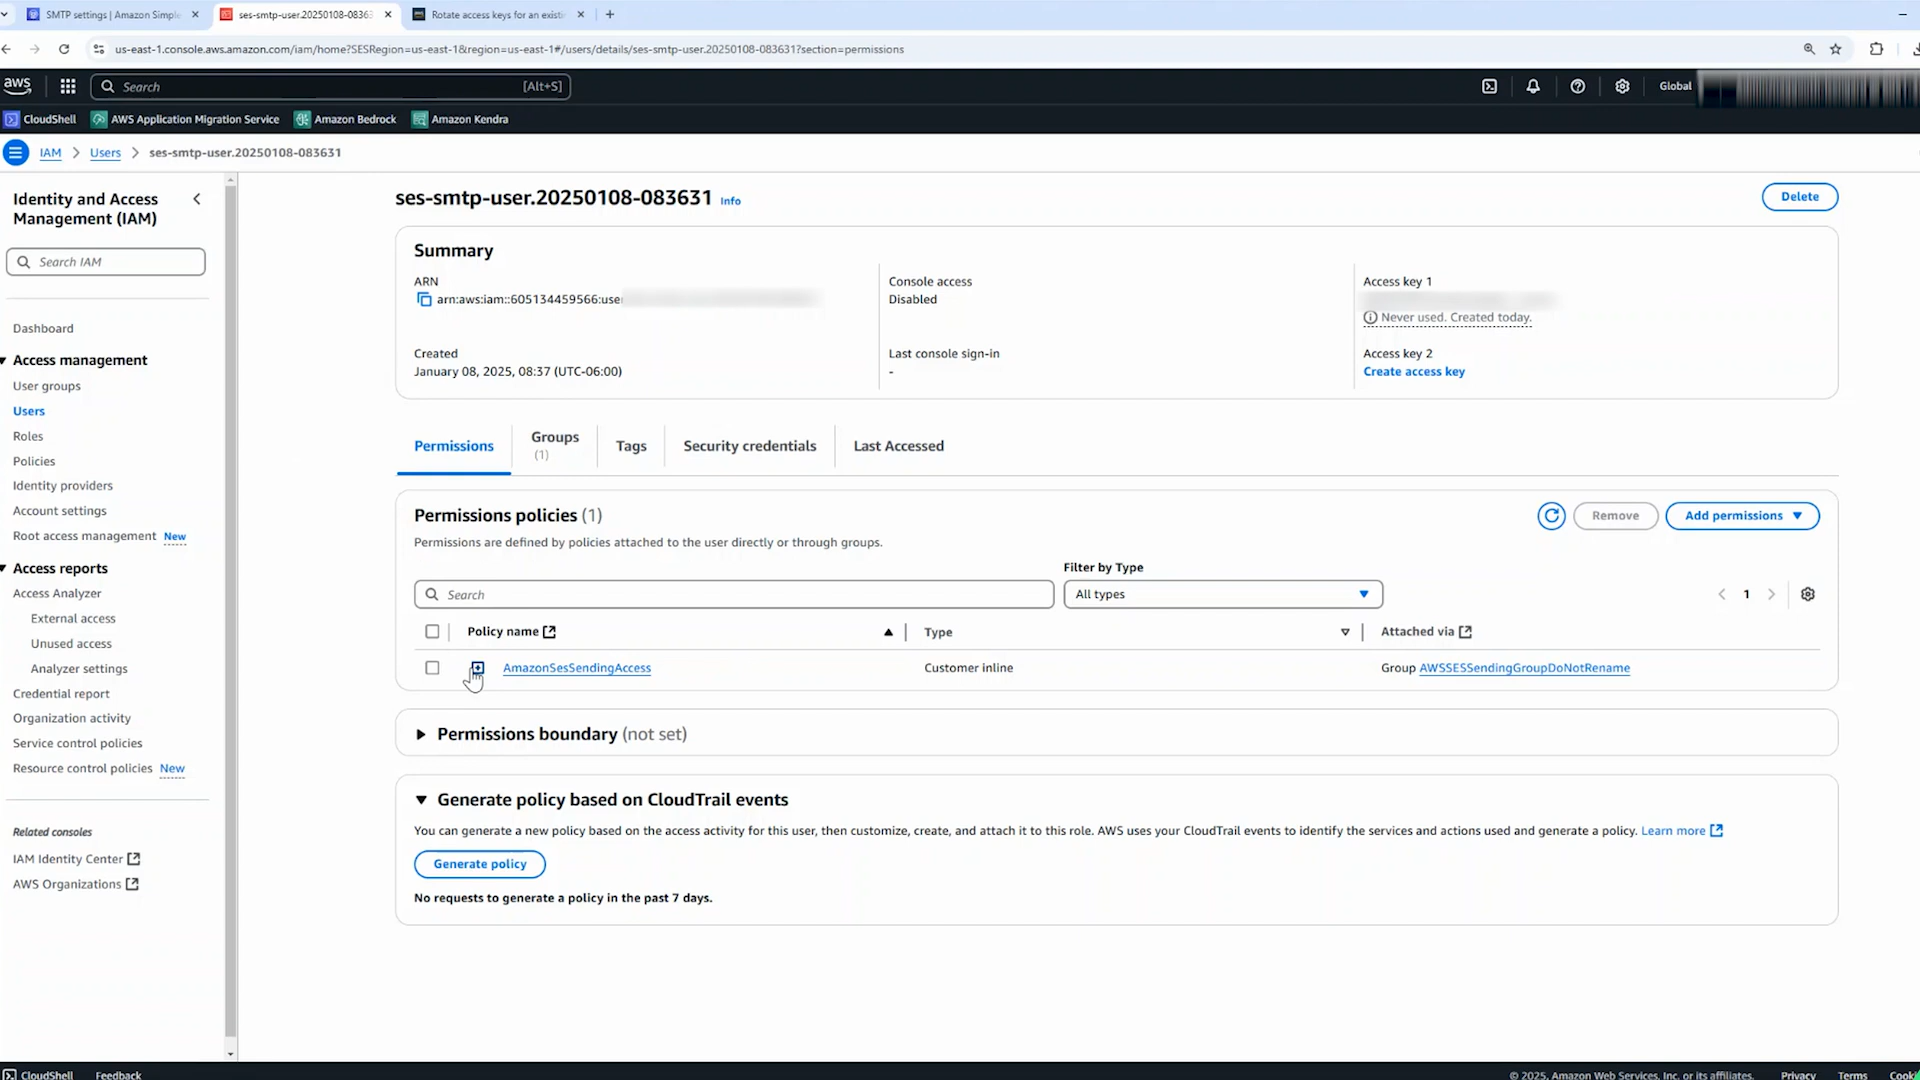 SMTP settings | Amazon Simple
ses-smtp-user.20250108-0836
Rotate access keys for an existi
us-east-1.console.aws.amazon.com/iam/home?SESRegion=us-east-1&region=us-east-1#/users/details/ses-smtp-user.20250108-083631?section=permissions
aws
Search
[Alt+S]
Global
CloudShell
AWS Application Migration Service
Amazon Bedrock
Amazon Kendra
IAM > Users > ses-smtp-user.20250108-083631
Identity and Access
Management (IAM)
Search IAM
Dashboard
Access management
User groups
Users
Roles
Policies
Identity providers
Account settings
Root access management New
Access reports
Access Analyzer
External access
Unused access
Analyzer settings
Credential report
Organization activity
Service control policies
Resource control policies New
Related consoles
IAM Identity Center
AWS Organizations
ses-smtp-user.20250108-083631 Info
Delete
Summary
ARN
arn:aws:iam::605134459566:use
Created
January 08, 2025, 08:37 (UTC-06:00)
Console access
Disabled
Last console sign-in
-
Access key 1
Never used. Created today.
Access key 2
Create access key
Permissions
Groups
(1)
Tags
Security credentials
Last Accessed
Permissions policies (1)
Permissions are defined by policies attached to the user directly or through groups.
Remove
Add permissions
Filter by Type
Search
All types
1
Policy name
Type
Attached via
AmazonSesSendingAccess
Customer inline
Group AWSSESSendingGroupDoNotRename
Permissions boundary (not set)
Generate policy based on CloudTrail events
You can generate a new policy based on the access activity for this user, then customize, create, and attach it to this role. AWS uses your CloudTrail events to identify the services and actions used and generate a policy. Learn more
Generate policy
No requests to generate a policy in the past 7 days.
CloudShell
Feedback
© 2025, Amazon Web Services, Inc. or its affiliates.
Privacy
Terms
Cooki